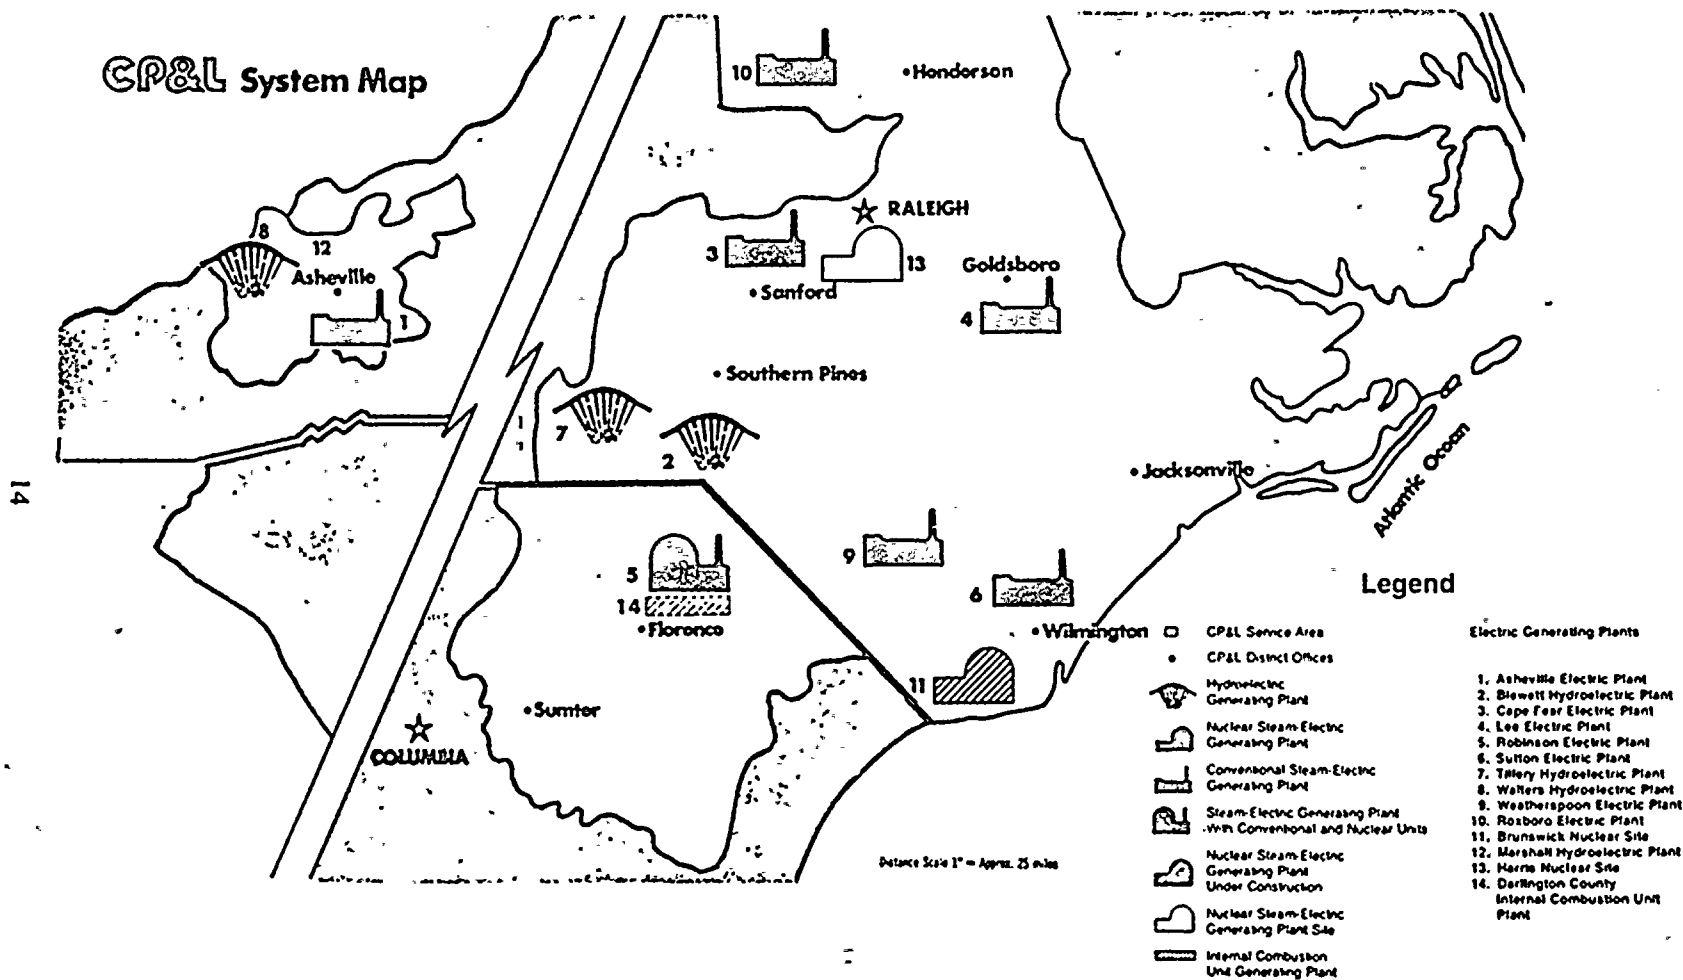 CP&L System Map
10
Honderson
RALEIGH
8
12
Asheville
3
13
Goldsboro
Sanford
1
4
Southern Pines
7
2
Jacksonville
Atlantic Ocean
14
9
5
6
14
Florence
Wilmington
11
Sumter
COLUMBIA
Distance Scale 1" = Approx. 25 miles
Legend
CP&L Service Area
CP&L District Offices
Hydroelectric
Generating Plant
Nuclear Steam-Electric
Generating Plant
Conventional Steam-Electric
Generating Plant
Steam-Electric Generating Plant
With Conventional and Nuclear Units
Nuclear Steam-Electric
Generating Plant
Under Construction
Nuclear Steam-Electric
Generating Plant Site
Internal Combustion
Unit Generating Plant
Electric Generating Plants
1. Asheville Electric Plant
2. Blewett Hydroelectric Plant
3. Cape Fear Electric Plant
4. Lee Electric Plant
5. Robinson Electric Plant
6. Sutton Electric Plant
7. Tillery Hydroelectric Plant
8. Walters Hydroelectric Plant
9. Weatherspoon Electric Plant
10. Roxboro Electric Plant
11. Brunswick Nuclear Site
12. Marshall Hydroelectric Plant
13. Harris Nuclear Site
14. Darlington County
Internal Combustion Unit
Plant